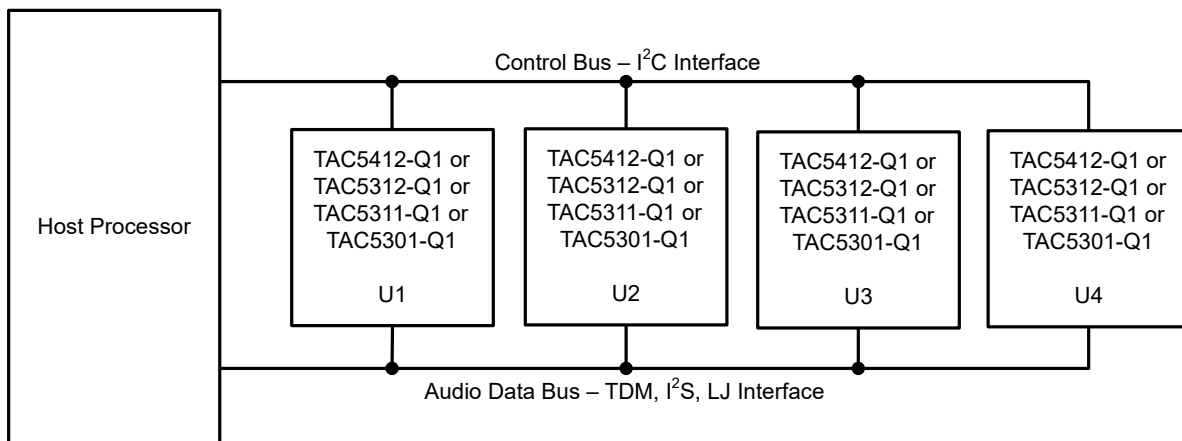 Control Bus – I²C Interface
Host Processor
TAC5412-Q1 or
TAC5312-Q1 or
TAC5311-Q1 or
TAC5301-Q1
U1
TAC5412-Q1 or
TAC5312-Q1 or
TAC5311-Q1 or
TAC5301-Q1
U2
TAC5412-Q1 or
TAC5312-Q1 or
TAC5311-Q1 or
TAC5301-Q1
U3
TAC5412-Q1 or
TAC5312-Q1 or
TAC5311-Q1 or
TAC5301-Q1
U4
Audio Data Bus – TDM, I²S, LJ Interface